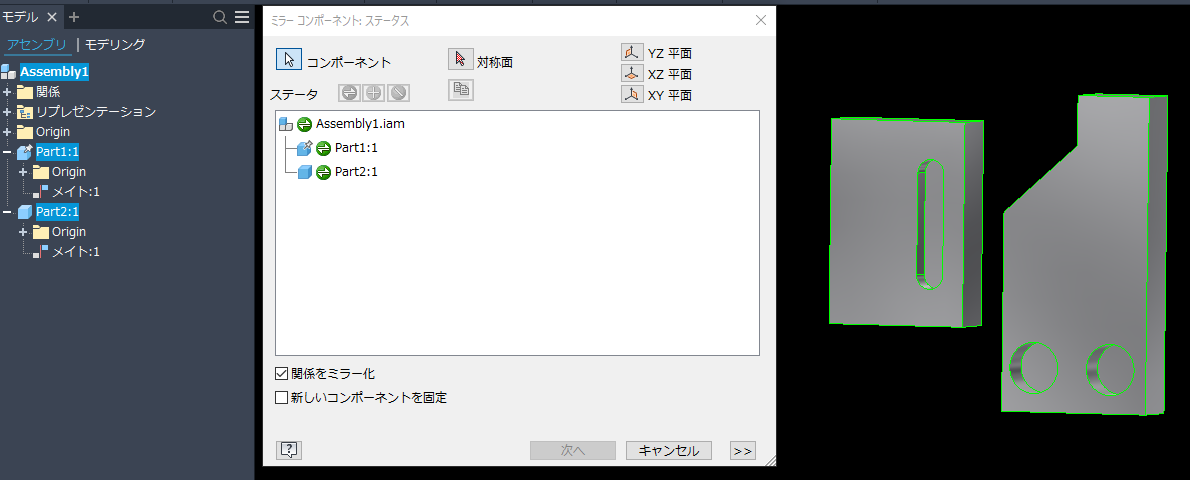 モデル
アセンブリ モデリング
Assembly1
関係
リプレゼンテーション
Origin
Part1:1
Origin
メイト:1
Part2:1
Origin
メイト:1
ミラー コンポーネント: ステータス
コンポーネント
対称面
YZ 平面
XZ 平面
XY 平面
ステータ
Assembly1.iam
Part1:1
Part2:1
関係をミラー化
新しいコンポーネントを固定
次へ
キャンセル
>>